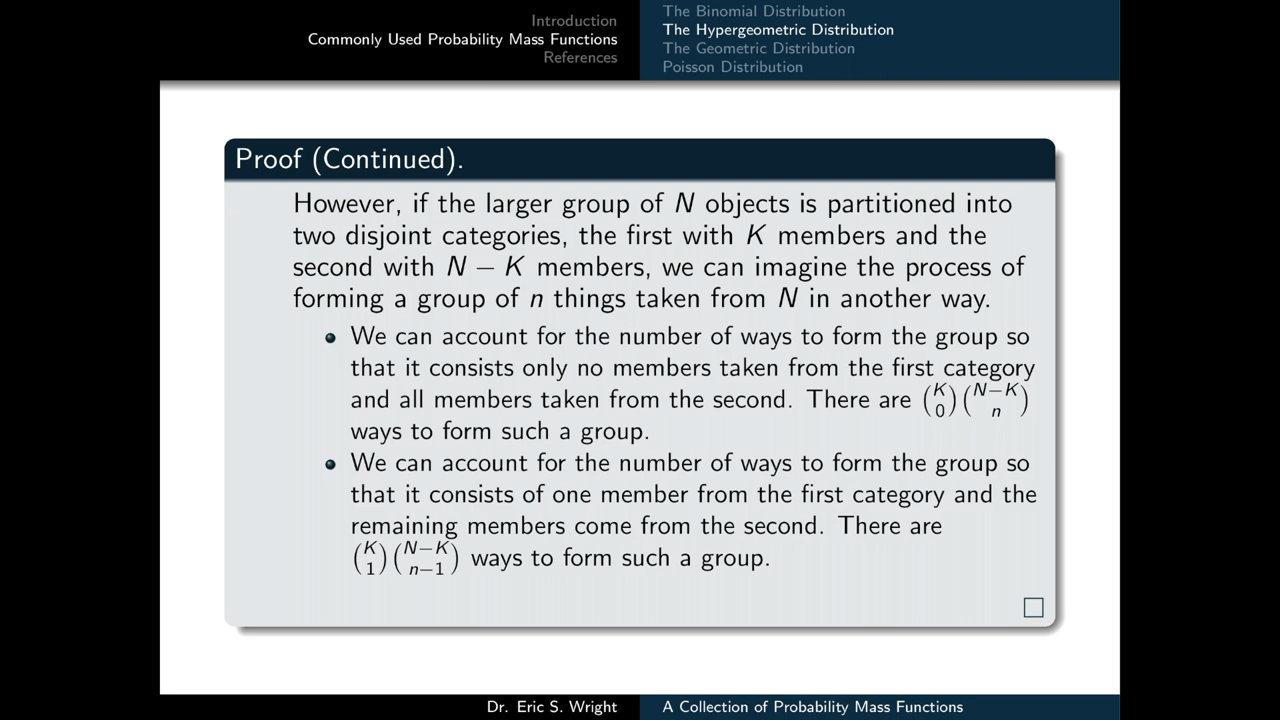 Introduction
Commonly Used Probability Mass Functions
References
The Binomial Distribution
The Hypergeometric Distribution
The Geometric Distribution
Poisson Distribution
Proof (Continued).
However, if the larger group of N objects is partitioned into
two disjoint categories, the first with K members and the
second with N − K members, we can imagine the process of
forming a group of n things taken from N in another way.
• We can account for the number of ways to form the group so
that it consists only no members taken from the first category
and all members taken from the second. There are (K 0)(N−K n)
ways to form such a group.
• We can account for the number of ways to form the group so
that it consists of one member from the first category and the
remaining members come from the second. There are
(K 1)(N−K n−1) ways to form such a group.
□
Dr. Eric S. Wright
A Collection of Probability Mass Functions